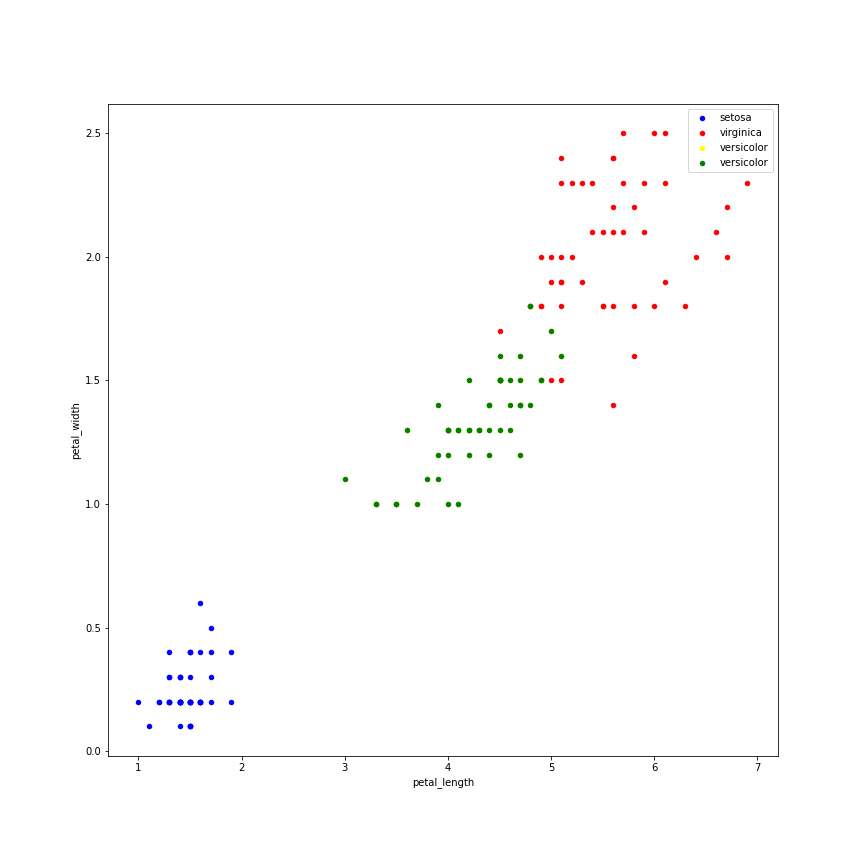 setosa
virginica
versicolor
versicolor
2.5
2.0
1.5
1.0
0.5
0.0
petal_width
1 2 3 4 5 6 7
petal_length